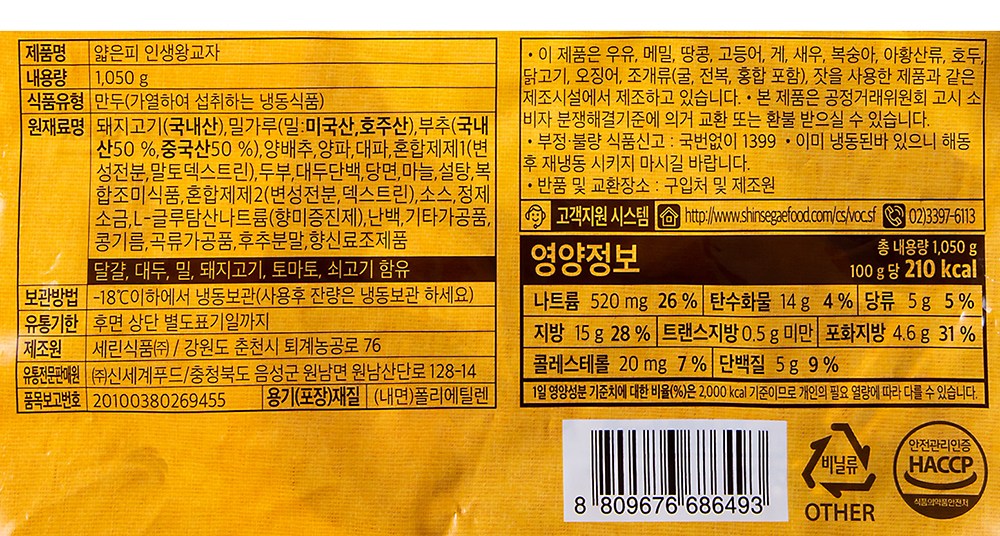 제품명 얇은피 인생왕교자
내용량 1,050 g
식품유형 만두(가열하여 섭취하는 냉동식품)
원재료명 돼지고기(국내산),밀가루(밀:미국산,호주산),부추(국내
산50 %,중국산50 %),양배추,양파,대파,혼합제제1(변
성전분,말토덱스트린),두부,대두단백,당면,마늘,설탕,복
합조미식품,혼합제제2(변성전분,덱스트린),소스,정제
소금,L-글루탐산나트륨(향미증진제),난백,기타가공품,
콩기름,곡류가공품,후추분말,향신료조제품
달걀, 대두, 밀, 돼지고기, 토마토, 쇠고기 함유
보관방법 -18℃이하에서 냉동보관(사용후 잔량은 냉동보관 하세요)
유통기한 후면 상단 별도표기일까지
제조원 세린식품㈜ / 강원도 춘천시 퇴계농공로 76
유통전문판매원 ㈜신세계푸드/충청북도 음성군 원남면 원남산단로 128-14
품목보고번호 20100380269455 용기(포장)재질 (내면)폴리에틸렌
• 이 제품은 우유, 메밀, 땅콩, 고등어, 게, 새우, 복숭아, 아황산류, 호두,
닭고기, 오징어, 조개류(굴, 전복, 홍합 포함), 잣을 사용한 제품과 같은
제조시설에서 제조하고 있습니다. • 본 제품은 공정거래위원회 고시 소
비자 분쟁해결기준에 의거 교환 또는 환불 받으실 수 있습니다.
• 부정·불량 식품신고 : 국번없이 1399 • 이미 냉동된바 있으니 해동
후 재냉동 시키지 마시길 바랍니다.
• 반품 및 교환장소 : 구입처 및 제조원
고객지원 시스템 http://www.shinsegaefood.com/cs/voc.sf 02)3397-6113
영양정보 총 내용량 1,050 g
100 g 당 210 kcal
나트륨 520 mg 26 % 탄수화물 14 g 4 % 당류 5 g 5 %
지방 15 g 28 % 트랜스지방 0.5 g 미만 포화지방 4.6 g 31 %
콜레스테롤 20 mg 7 % 단백질 5 g 9 %
1일 영양성분 기준치에 대한 비율(%)은 2,000 kcal 기준이므로 개인의 필요 열량에 따라 다를 수 있습니다.
8 809676 686493
비닐류
OTHER
안전관리인증
HACCP
식품의약품안전처